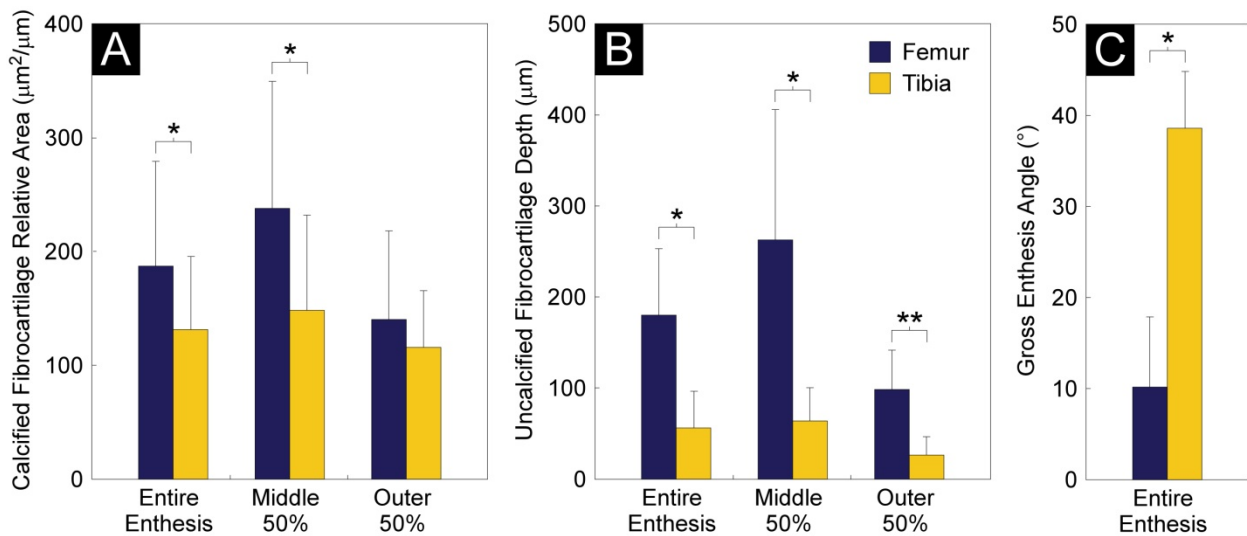 A
Calcified Fibrocartilage Relative Area (μm²/μm)
400
300
200
100
0
*
*
Entire
Enthesis
Middle
50%
Outer
50%
B
Uncalcified Fibrocartilage Depth (μm)
500
400
300
200
100
0
Femur
Tibia
*
*
**
Entire
Enthesis
Middle
50%
Outer
50%
C
Gross Enthesis Angle (°)
50
40
30
20
10
0
*
Entire
Enthesis